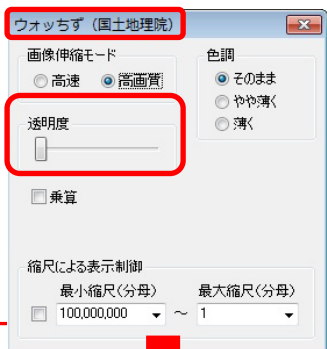 ウォッちず（国土地理院）
画像伸縮モード
高速 高画質
色調
そのまま
やや薄く
薄く
透明度
乗算
縮尺による表示制御
最小縮尺(分母) 最大縮尺(分母)
100,000,000 ～ 1